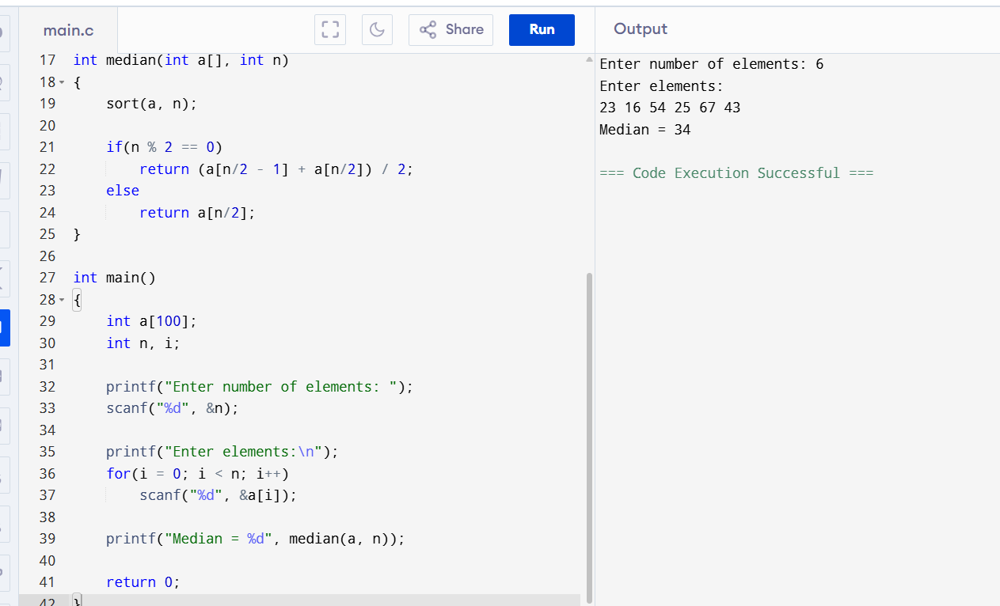 main.c
Share
Run
Output
17 int median(int a[], int n)
18 {
19     sort(a, n);
20
21     if(n % 2 == 0)
22         return (a[n/2 - 1] + a[n/2]) / 2;
23     else
24         return a[n/2];
25 }
26
27 int main()
28 {
29     int a[100];
30     int n, i;
31
32     printf("Enter number of elements: ");
33     scanf("%d", &n);
34
35     printf("Enter elements:\n");
36     for(i = 0; i < n; i++)
37         scanf("%d", &a[i]);
38
39     printf("Median = %d", median(a, n));
40
41     return 0;
42 }
Enter number of elements: 6
Enter elements:
23 16 54 25 67 43
Median = 34
=== Code Execution Successful ===